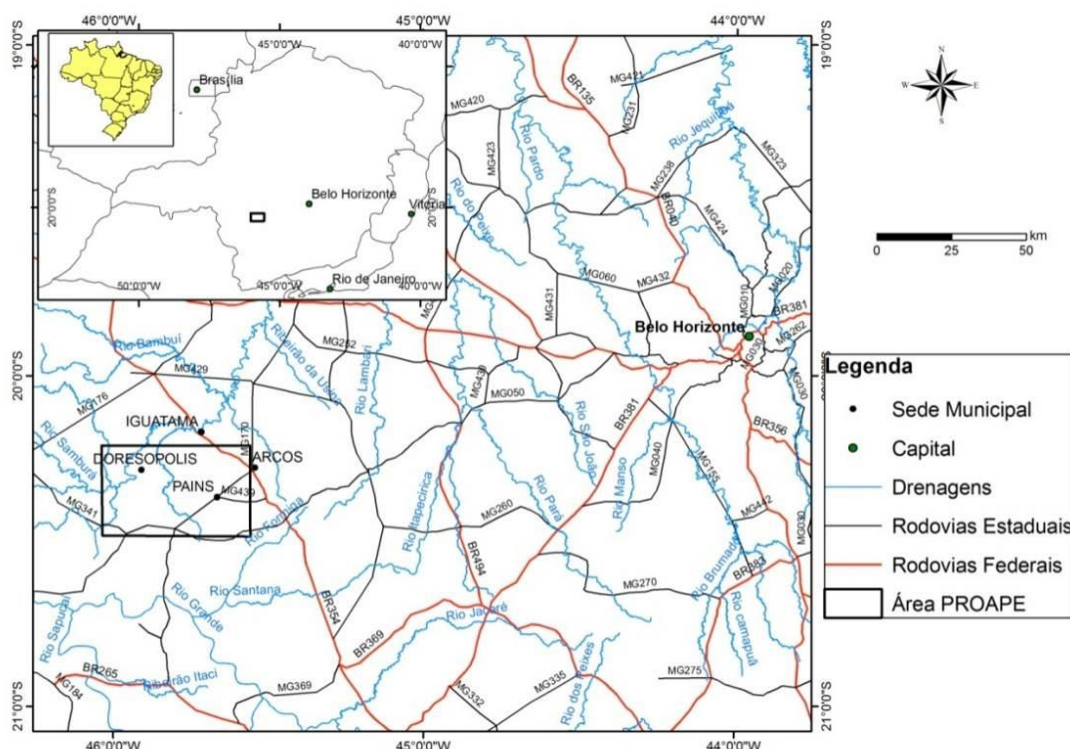 46°0'0"W
45°0'0"W
44°0'0"W
19°0'0"S
19°0'0"S
45°0'0"W
40°0'0"W
Brasília
20°0'0"S
20°0'0"S
Belo Horizonte
Vitória
Rio de Janeiro
50°0'0"W
45°0'0"W
40°0'0"W
MG420
BR135
MG421
MG231
Rio Jequitaí
MG423
Rio Pardo
MG238
MG323
Rio do Peixe
BR040
MG424
MG060
MG432
MG020
MG010
MG431
BR381
Belo Horizonte
MG262
MG030
Rio Bambuí
MG262
Ribeirão da Usina
Rio Lambari
20°0'0"S
MG429
MG430
MG050
MG030
MG176
BR381
Rio São João
BR356
IGUATAMA
MG170
Rio Samburá
DORESOPOLIS
ARCOS
Rio Manso
MG040
MG155
PAINS
MG439
Rio Itapecirica
Rio Pará
MG341
Rio Formiga
MG260
MG442
MG030
BR494
Rio Brumado
BR383
MG270
Rio Santana
Rio Grande
BR354
Rio Jacaré
Rio camapuã
Rio Sapucaí
BR369
BR265
Ribeirão Itaci
MG184
MG369
MG332
MG335
Rio dos Peixes
MG275
21°0'0"S
21°0'0"S
46°0'0"W
45°0'0"W
44°0'0"W
N
W
E
S
km
0
25
50
Legenda
Sede Municipal
Capital
Drenagens
Rodovias Estaduais
Rodovias Federais
Área PROAPE